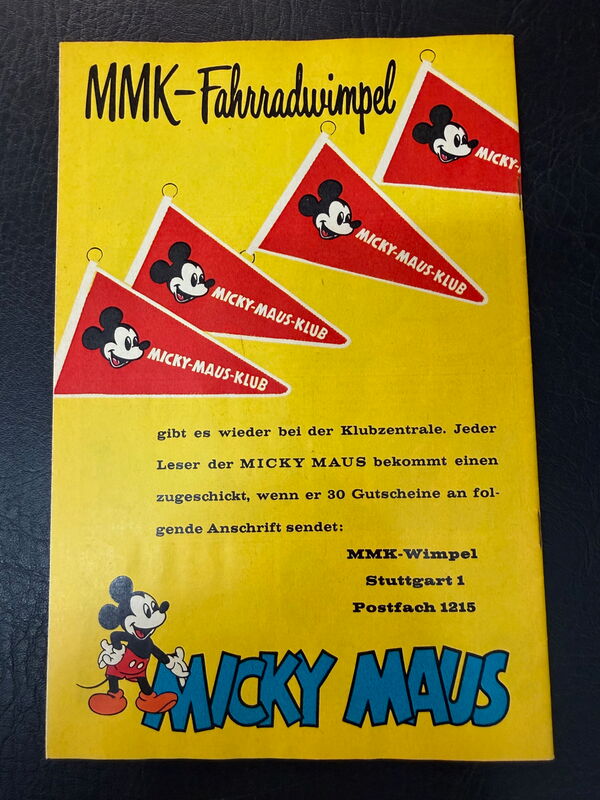 MMK-Fahrradwimpel
MICKY-
MICKY-MAUS-KLUB
MICKY-MAUS-KLUB
MICKY-MAUS-KLUB
gibt es wieder bei der Klubzentrale. Jeder
Leser der MICKY MAUS bekommt einen
zugeschickt, wenn er 30 Gutscheine an fol-
gende Anschrift sendet:
MMK-Wimpel
Stuttgart 1
Postfach 1215
MICKY MAUS